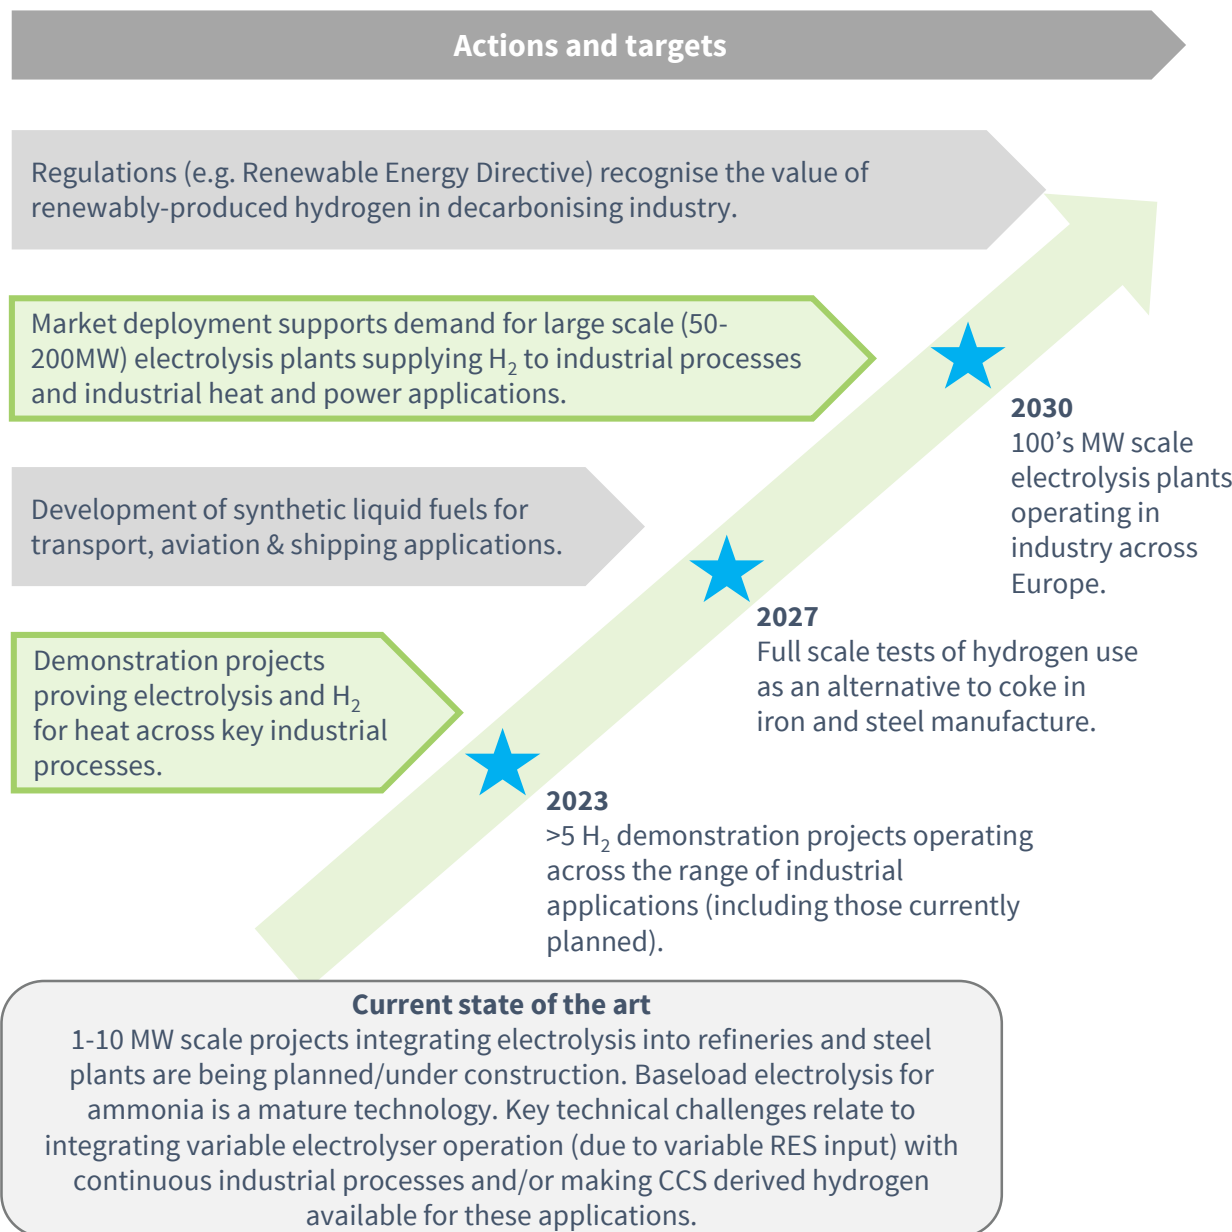 Actions and targets
Regulations (e.g. Renewable Energy Directive) recognise the value of
renewably-produced hydrogen in decarbonising industry.
Market deployment supports demand for large scale (50-
200MW) electrolysis plants supplying H₂ to industrial processes
and industrial heat and power applications.
2030
100’s MW scale
electrolysis plants
operating in
industry across
Europe.
Development of synthetic liquid fuels for
transport, aviation & shipping applications.
2027
Full scale tests of hydrogen use
as an alternative to coke in
iron and steel manufacture.
Demonstration projects
proving electrolysis and H₂
for heat across key industrial
processes.
2023
>5 H₂ demonstration projects operating
across the range of industrial
applications (including those currently
planned).
Current state of the art
1-10 MW scale projects integrating electrolysis into refineries and steel
plants are being planned/under construction. Baseload electrolysis for
ammonia is a mature technology. Key technical challenges relate to
integrating variable electrolyser operation (due to variable RES input) with
continuous industrial processes and/or making CCS derived hydrogen
available for these applications.